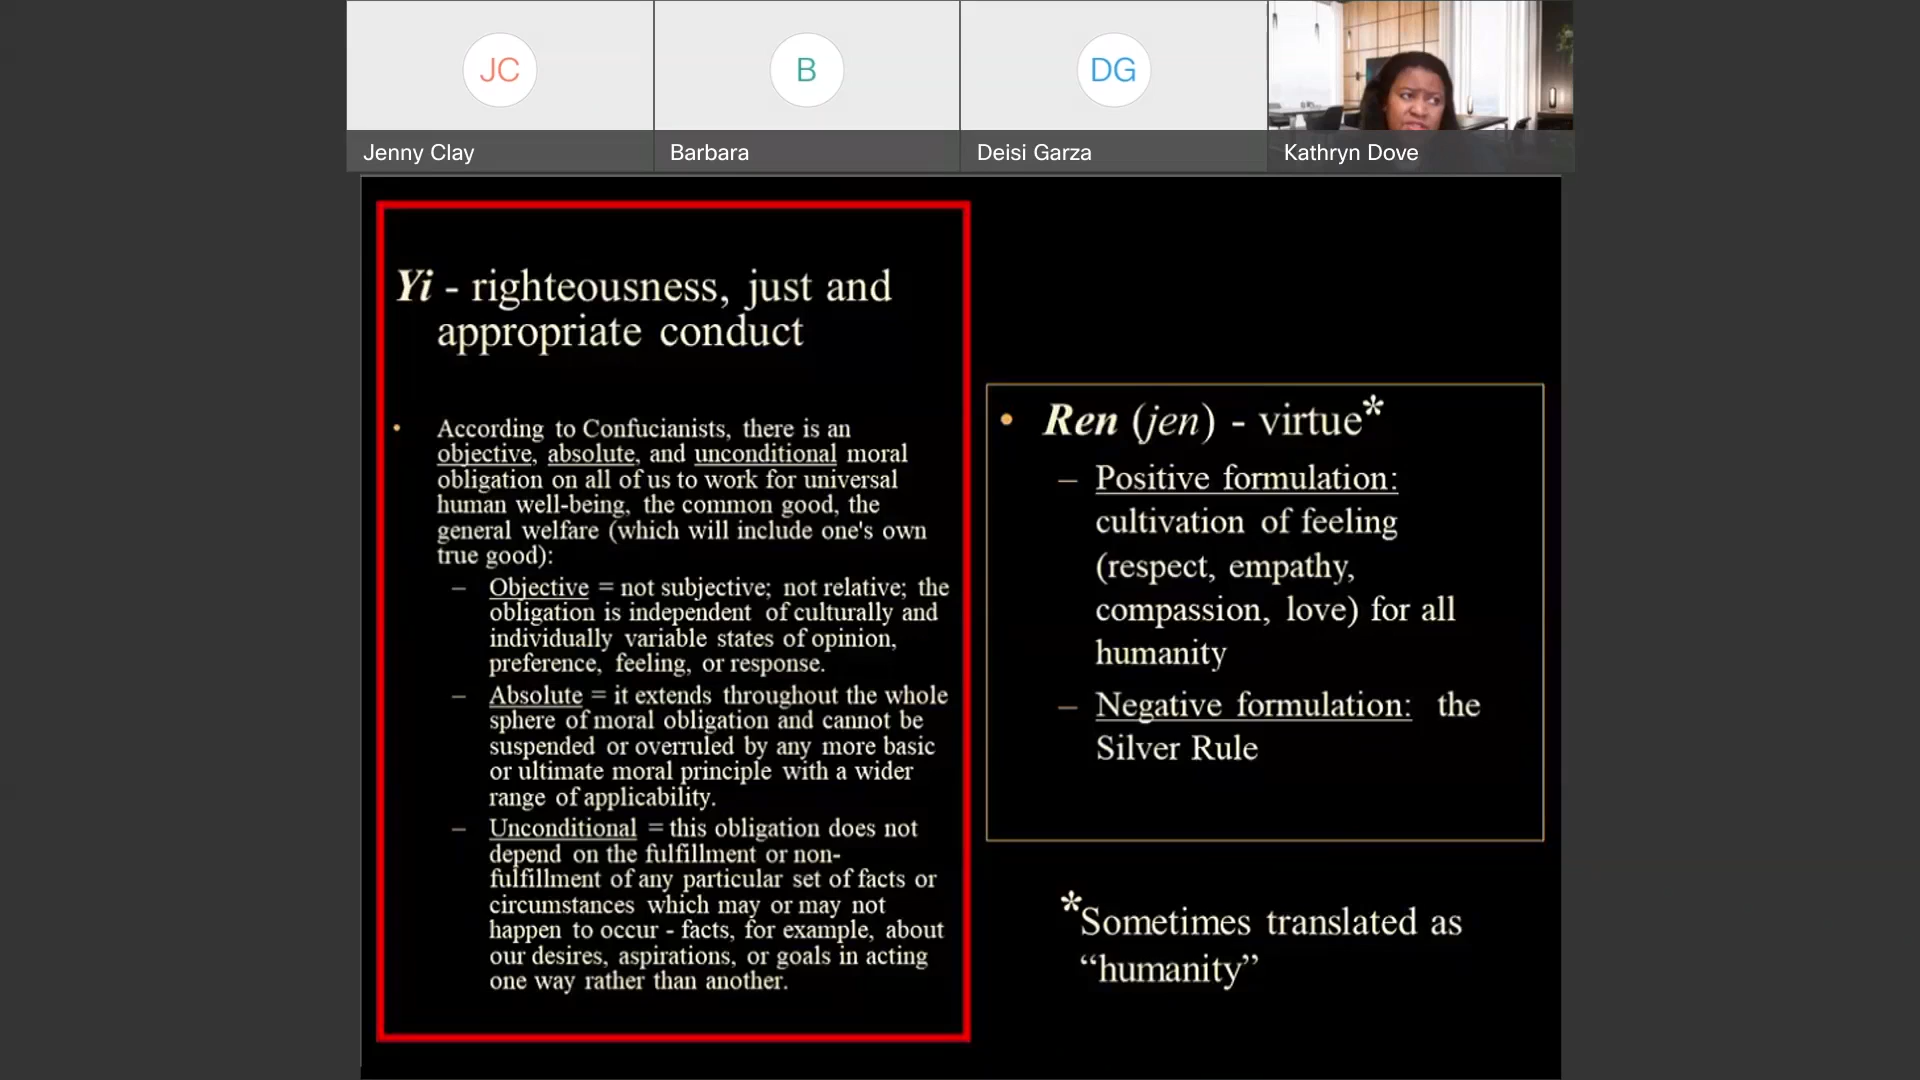 JC
B
DG
Jenny Clay
Barbara
Deisi Garza
Kathryn Dove
Yi - righteousness, just and
appropriate conduct
• According to Confucianists, there is an
objective, absolute, and unconditional moral
obligation on all of us to work for universal
human well-being, the common good, the
general welfare (which will include one's own
true good):
– Objective = not subjective; not relative; the
obligation is independent of culturally and
individually variable states of opinion,
preference, feeling, or response.
– Absolute = it extends throughout the whole
sphere of moral obligation and cannot be
suspended or overruled by any more basic
or ultimate moral principle with a wider
range of applicability.
– Unconditional = this obligation does not
depend on the fulfillment or non-
fulfillment of any particular set of facts or
circumstances which may or may not
happen to occur - facts, for example, about
our desires, aspirations, or goals in acting
one way rather than another.
• Ren (jen) - virtue*
– Positive formulation:
cultivation of feeling
(respect, empathy,
compassion, love) for all
humanity
– Negative formulation: the
Silver Rule
*Sometimes translated as
“humanity”